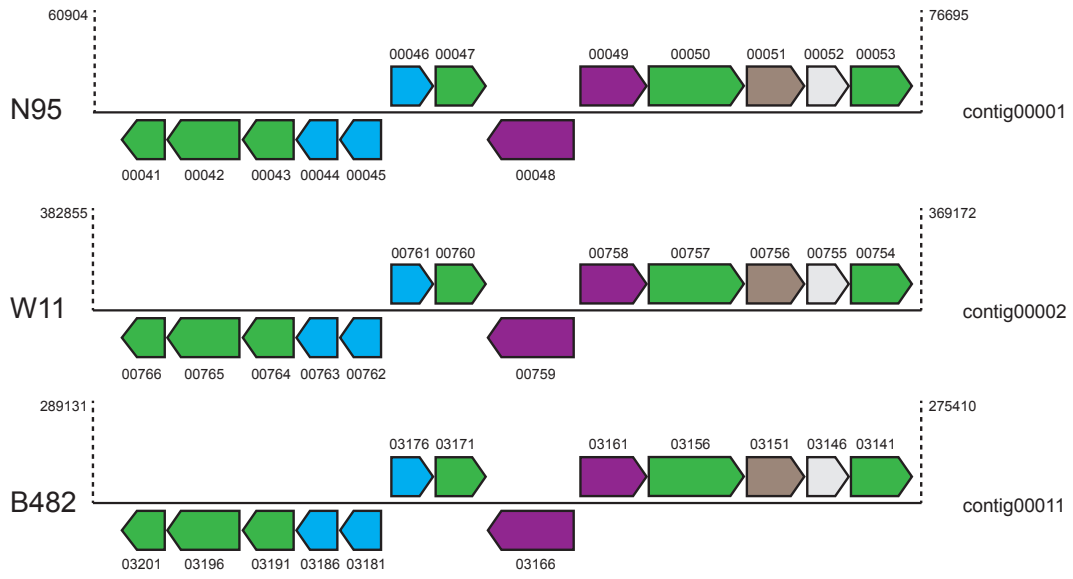 60904 76695
00046 00047 00049 00050 00051 00052 00053
N95 contig00001
00041 00042 00043 00044 00045 00048
382855 369172
00761 00760 00758 00757 00756 00755 00754
W11 contig00002
00766 00765 00764 00763 00762 00759
289131 275410
03176 03171 03161 03156 03151 03146 03141
B482 contig00011
03201 03196 03191 03186 03181 03166